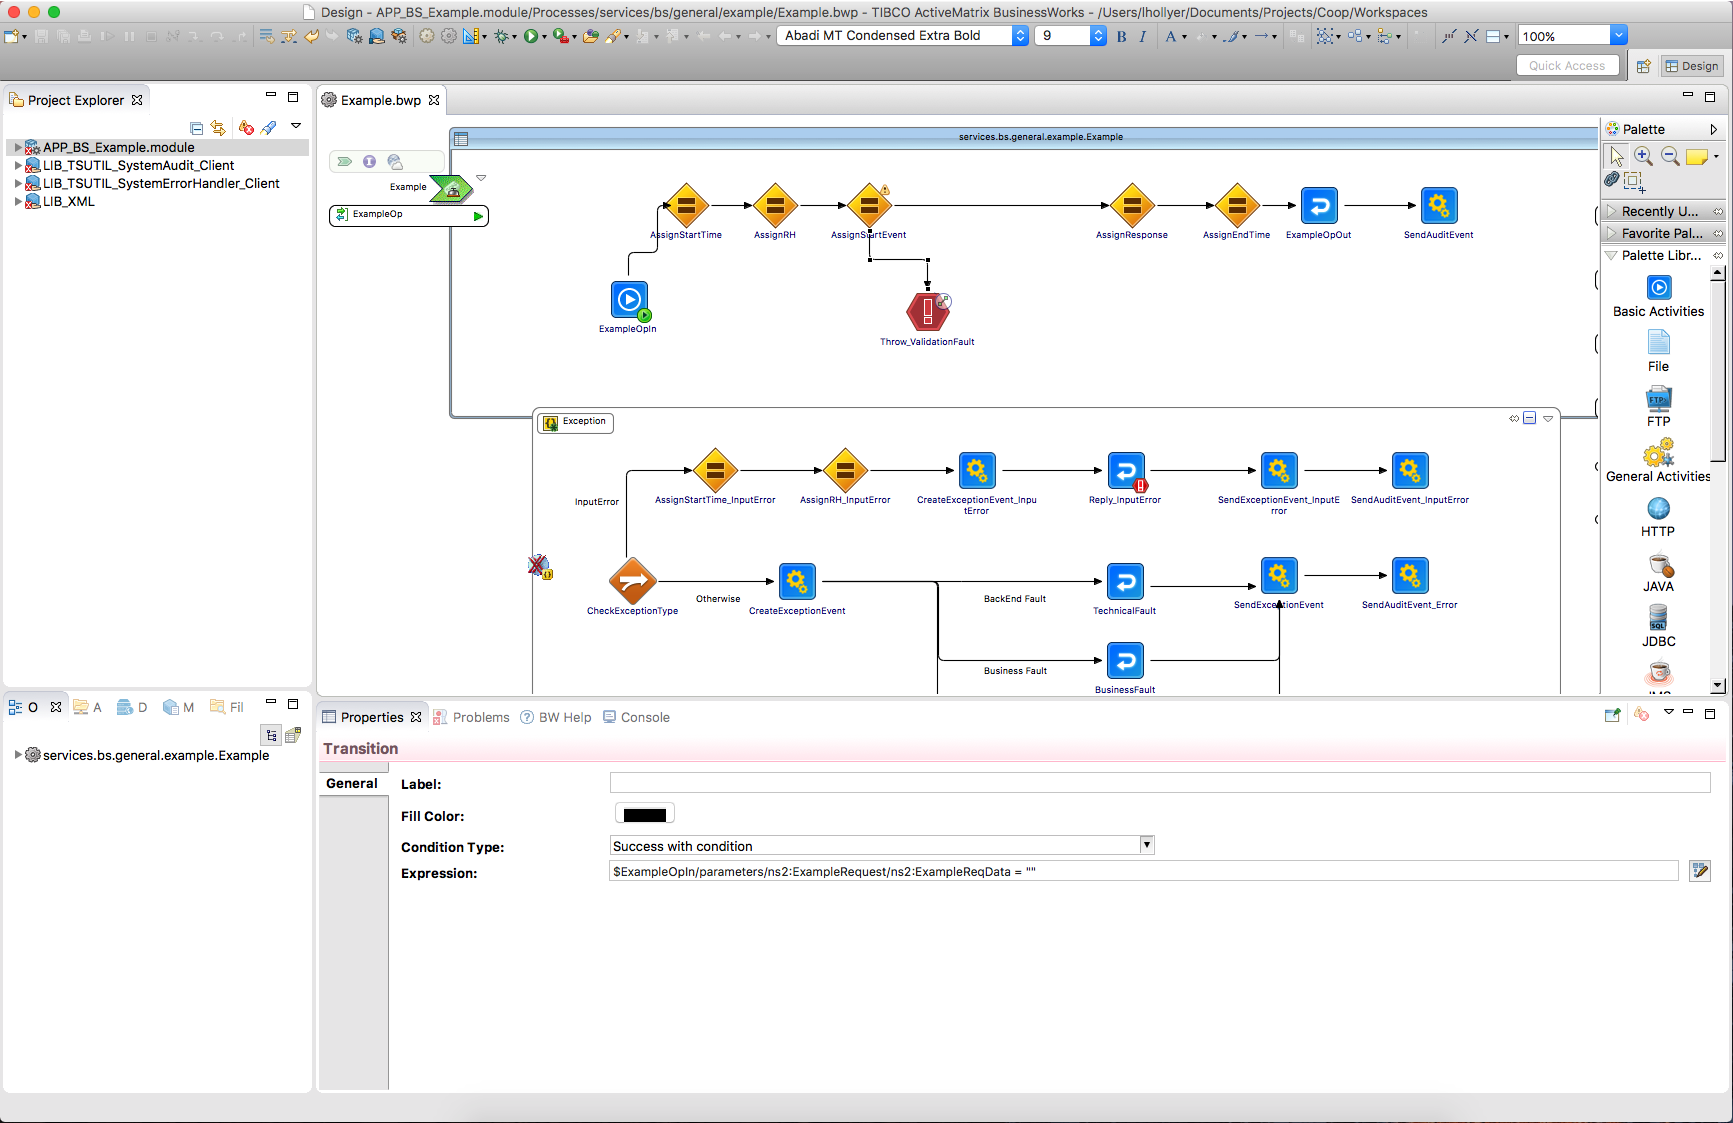 Design - APP_BS_Example.module/Processes/services/bs/general/example/Example.bwp - TIBCO ActiveMatrix BusinessWorks - /Users/lhollyer/Documents/Projects/Coop/Workspaces
Abadi MT Condensed Extra Bold
9
B I
A
100%
Quick Access
Design
Project Explorer
APP_BS_Example.module
LIB_TSUTIL_SystemAudit_Client
LIB_TSUTIL_SystemErrorHandler_Client
LIB_XML
Example.bwp
services.bs.general.example.Example
Example
ExampleOp
AssignStartTime
AssignRH
AssignStartEvent
AssignResponse
AssignEndTime
ExampleOpOut
SendAuditEvent
ExampleOpIn
Throw_ValidationFault
Exception
InputError
AssignStartTime_InputError
AssignRH_InputError
CreateExceptionEvent_Inpu
tError
Reply_InputError
SendExceptionEvent_InputE
rror
SendAuditEvent_InputError
CheckExceptionType
Otherwise
CreateExceptionEvent
BackEnd Fault
TechnicalFault
SendExceptionEvent
SendAuditEvent_Error
Business Fault
BusinessFault
Palette
Recently U...
Favorite Pal...
Palette Libr...
Basic Activities
File
FTP
General Activities
HTTP
JAVA
SQL
JDBC
JMS
O
A
D
M
Fil
services.bs.general.example.Example
Properties
Problems
BW Help
Console
Transition
General
Label:
Fill Color:
Condition Type:
Success with condition
Expression:
$ExampleOpIn/parameters/ns2:ExampleRequest/ns2:ExampleReqData = ""